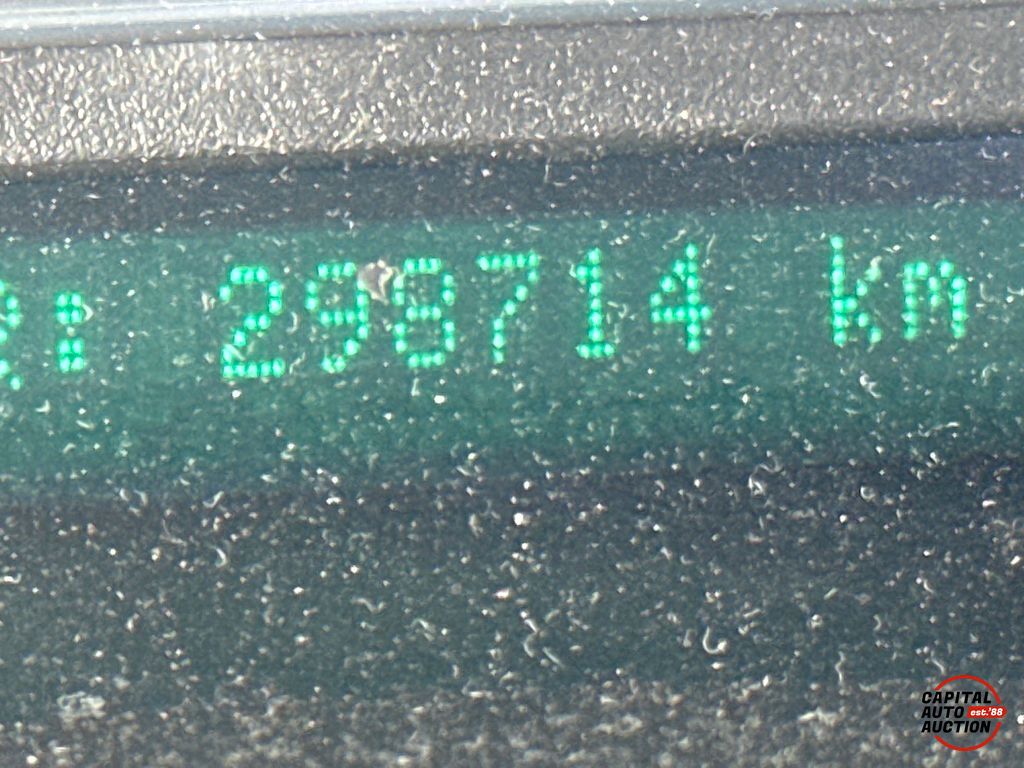 : 298714 km
CAPITAL
AUTO est.'88
AUCTION